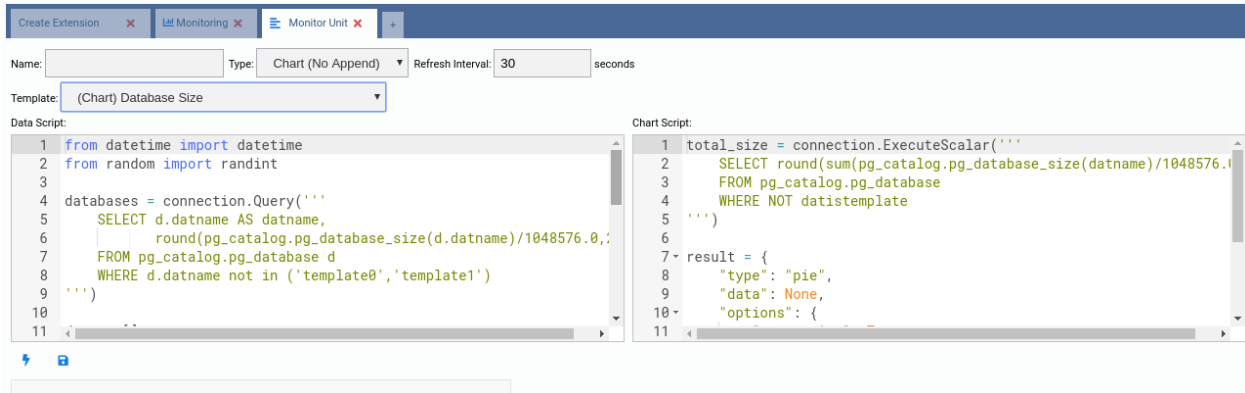 Create Extension
Monitoring
Monitor Unit
+
Name: Type: Chart (No Append) Refresh Interval: 30 seconds
Template: (Chart) Database Size
Data Script:
1 from datetime import datetime
2 from random import randint
3
4 databases = connection.Query('''
5 SELECT d.datname AS datname,
6 round(pg_catalog.pg_database_size(d.datname)/1048576.0,2
7 FROM pg_catalog.pg_database d
8 WHERE d.datname not in ('template0','template1')
9 ''')
10
11
Chart Script:
1 total_size = connection.ExecuteScalar('''
2 SELECT round(sum(pg_catalog.pg_database_size(datname)/1048576.0
3 FROM pg_catalog.pg_database
4 WHERE NOT datistemplate
5 ''')
6
7 result = {
8 "type": "pie",
9 "data": None,
10 "options": {
11